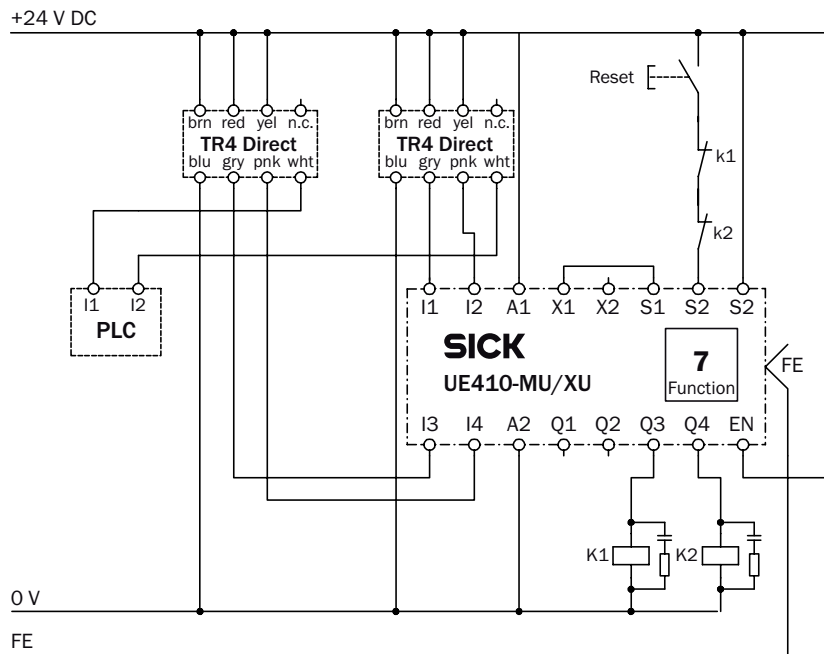 +24 V DC
Reset
brn red yel n.c.
TR4 Direct
blu gry pnk wht
brn red yel n.c.
TR4 Direct
blu gry pnk wht
k1
k2
I1 I2
PLC
I1 I2 A1 X1 X2 S1 S2 S2
SICK
UE410-MU/XU
7
Function
FE
I3 I4 A2 Q1 Q2 Q3 Q4 EN
K1 K2
0 V
FE